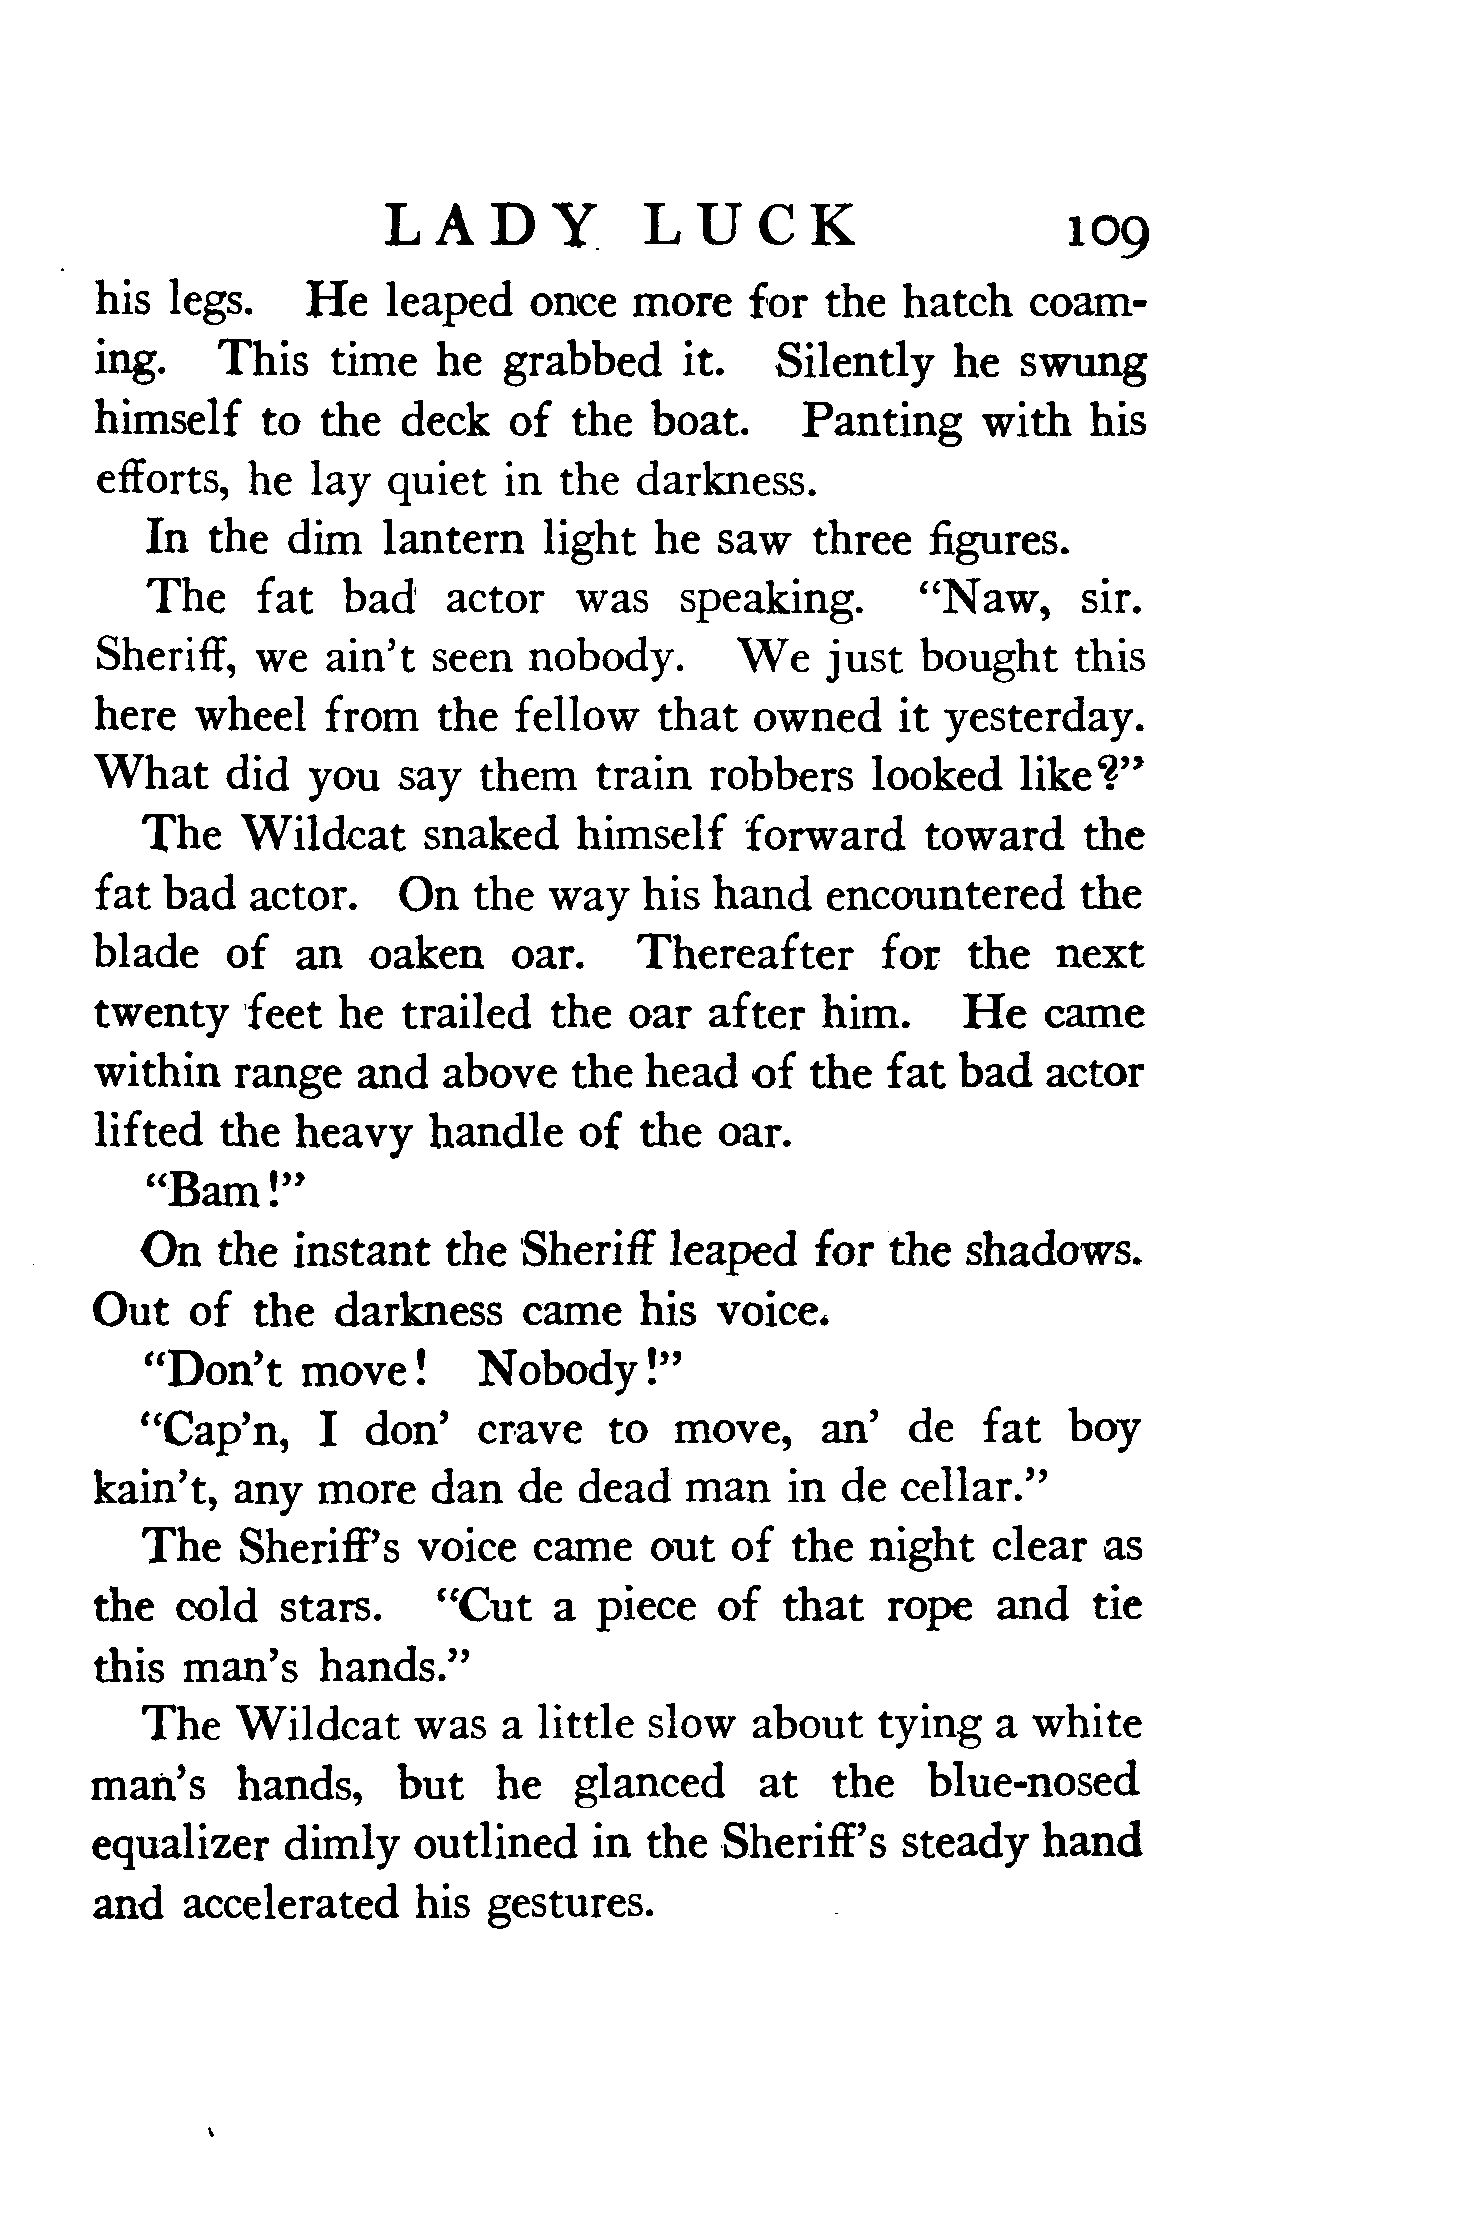 LADY LUCK 109
his legs. He leaped once more for the hatch coam-
ing. This time he grabbed it. Silently he swung
himself to the deck of the boat. Panting with his
efforts, he lay quiet in the darkness.
In the dim lantern light he saw three figures.
The fat bad actor was speaking. “Naw, sir.
Sheriff, we ain’t seen nobody. We just bought this
here wheel from the fellow that owned it yesterday.
What did you say them train robbers looked like?”
The Wildcat snaked himself forward toward the
fat bad actor. On the way his hand encountered the
blade of an oaken oar. Thereafter for the next
twenty feet he trailed the oar after him. He came
within range and above the head of the fat bad actor
lifted the heavy handle of the oar.
“Bam!”
On the instant the Sheriff leaped for the shadows.
Out of the darkness came his voice.
“Don’t move! Nobody!”
“Cap’n, I don’ crave to move, an’ de fat boy
kain’t, any more dan de dead man in de cellar.”
The Sheriff’s voice came out of the night clear as
the cold stars. “Cut a piece of that rope and tie
this man’s hands.”
The Wildcat was a little slow about tying a white
man’s hands, but he glanced at the blue-nosed
equalizer dimly outlined in the Sheriff’s steady hand
and accelerated his gestures.